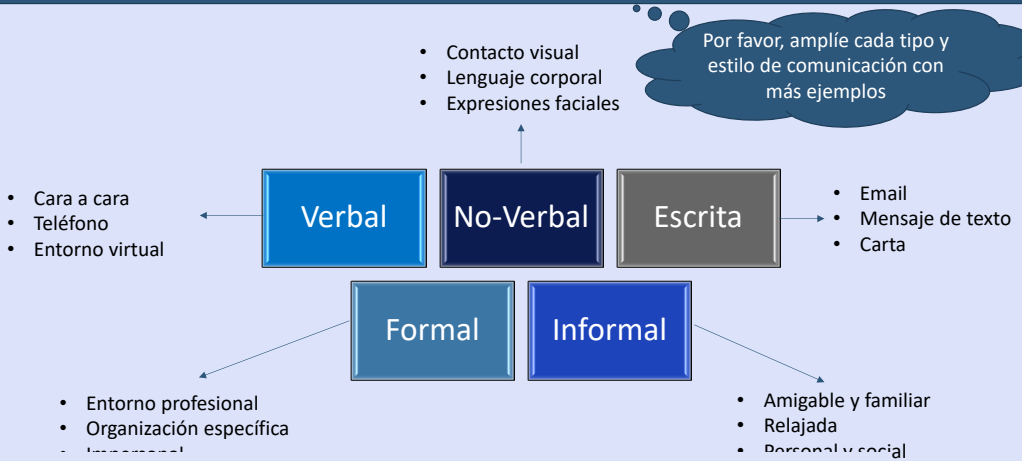 Por favor, amplíe cada tipo y
estilo de comunicación con
más ejemplos
• Contacto visual
• Lenguaje corporal
• Expresiones faciales
• Cara a cara
• Teléfono
• Entorno virtual
Verbal
No-Verbal
Escrita
• Email
• Mensaje de texto
• Carta
Formal
Informal
• Entorno profesional
• Organización específica
• Impersonal
• Amigable y familiar
• Relajada
• Personal y social